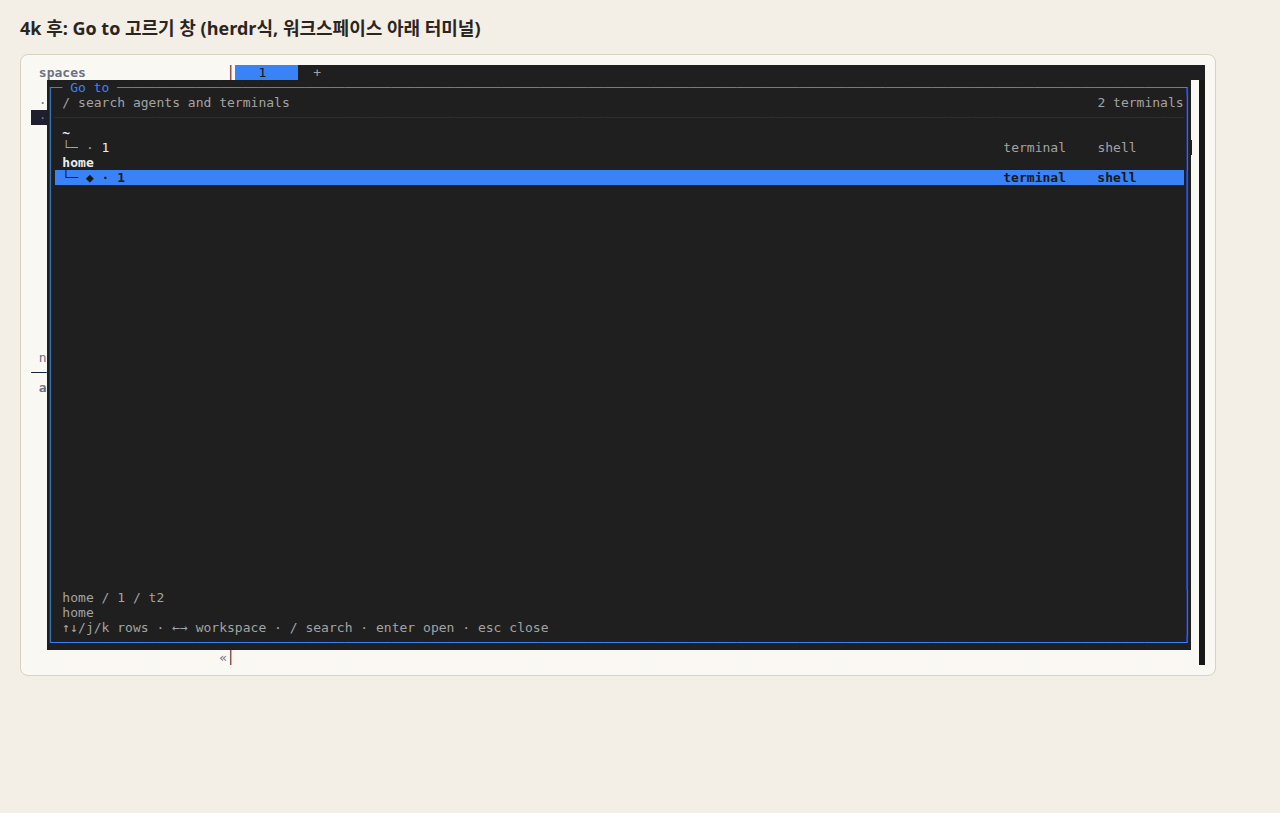 4k 후: Go to 고르기 창 (herdr식, 워크스페이스 아래 터미널)
spaces 1 +
Go to
/ search agents and terminals 2 terminals
~
└─ · 1 terminal shell
home
└─ ◆ · 1 terminal shell
n
a
home / 1 / t2
home
↑↓/j/k rows · ←→ workspace · / search · enter open · esc close
«